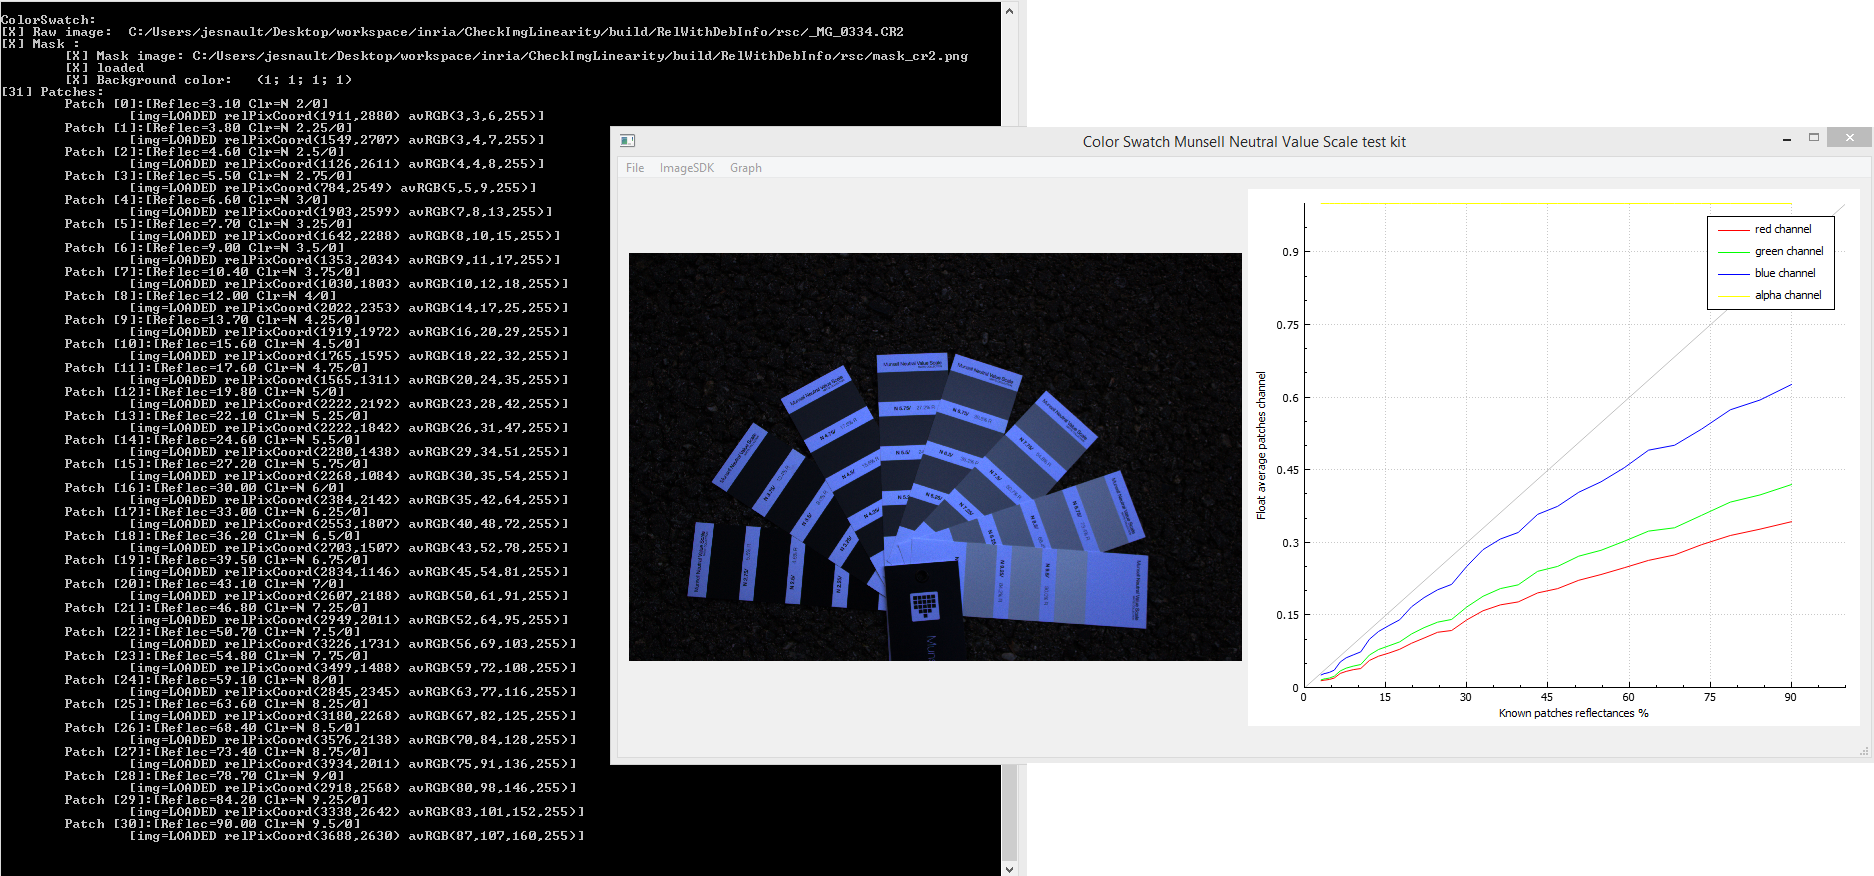 ColorSwatch:
[X] Raw image:  C:/Users/jesnault/Desktop/workspace/inria/CheckImgLinearity/build/RelWithDebInfo/rsc/_MG_0334.CR2
[X] Mask :
[X] Mask image: C:/Users/jesnault/Desktop/workspace/inria/CheckImgLinearity/build/RelWithDebInfo/rsc/mask_cr2.png
[X] loaded
[X] Background color:   (1; 1; 1; 1)
[31] Patches:
Patch [0]:[Reflec=3.10 Clr=N 2/0]
[img=LOADED relPixCoord(1911,2880) avRGB(3,3,6,255)]
Patch [1]:[Reflec=3.80 Clr=N 2.25/0]
[img=LOADED relPixCoord(1549,2707) avRGB(3,4,7,255)]
Patch [2]:[Reflec=4.60 Clr=N 2.5/0]
[img=LOADED relPixCoord(1126,2611) avRGB(4,4,8,255)]
Patch [3]:[Reflec=5.50 Clr=N 2.75/0]
[img=LOADED relPixCoord(784,2549) avRGB(5,5,9,255)]
Patch [4]:[Reflec=6.60 Clr=N 3/0]
[img=LOADED relPixCoord(1903,2599) avRGB(7,8,13,255)]
Patch [5]:[Reflec=7.70 Clr=N 3.25/0]
[img=LOADED relPixCoord(1642,2288) avRGB(8,10,15,255)]
Patch [6]:[Reflec=9.00 Clr=N 3.5/0]
[img=LOADED relPixCoord(1353,2034) avRGB(9,11,17,255)]
Patch [7]:[Reflec=10.40 Clr=N 3.75/0]
[img=LOADED relPixCoord(1030,1803) avRGB(10,12,18,255)]
Patch [8]:[Reflec=12.00 Clr=N 4/0]
[img=LOADED relPixCoord(2022,2353) avRGB(14,17,25,255)]
Patch [9]:[Reflec=13.70 Clr=N 4.25/0]
[img=LOADED relPixCoord(1919,1972) avRGB(16,20,29,255)]
Patch [10]:[Reflec=15.60 Clr=N 4.5/0]
[img=LOADED relPixCoord(1765,1595) avRGB(18,22,32,255)]
Patch [11]:[Reflec=17.60 Clr=N 4.75/0]
[img=LOADED relPixCoord(1565,1311) avRGB(20,24,35,255)]
Patch [12]:[Reflec=19.80 Clr=N 5/0]
[img=LOADED relPixCoord(2222,2192) avRGB(23,28,42,255)]
Patch [13]:[Reflec=22.10 Clr=N 5.25/0]
[img=LOADED relPixCoord(2222,1842) avRGB(26,31,47,255)]
Patch [14]:[Reflec=24.60 Clr=N 5.5/0]
[img=LOADED relPixCoord(2280,1438) avRGB(29,34,51,255)]
Patch [15]:[Reflec=27.20 Clr=N 5.75/0]
[img=LOADED relPixCoord(2268,1084) avRGB(30,35,54,255)]
Patch [16]:[Reflec=30.00 Clr=N 6/0]
[img=LOADED relPixCoord(2384,2142) avRGB(35,42,64,255)]
Patch [17]:[Reflec=33.00 Clr=N 6.25/0]
[img=LOADED relPixCoord(2553,1807) avRGB(40,48,72,255)]
Patch [18]:[Reflec=36.20 Clr=N 6.5/0]
[img=LOADED relPixCoord(2703,1507) avRGB(43,52,78,255)]
Patch [19]:[Reflec=39.50 Clr=N 6.75/0]
[img=LOADED relPixCoord(2834,1146) avRGB(45,54,81,255)]
Patch [20]:[Reflec=43.10 Clr=N 7/0]
[img=LOADED relPixCoord(2607,2188) avRGB(50,61,91,255)]
Patch [21]:[Reflec=46.80 Clr=N 7.25/0]
[img=LOADED relPixCoord(2949,2011) avRGB(52,64,95,255)]
Patch [22]:[Reflec=50.70 Clr=N 7.5/0]
[img=LOADED relPixCoord(3226,1731) avRGB(56,69,103,255)]
Patch [23]:[Reflec=54.80 Clr=N 7.75/0]
[img=LOADED relPixCoord(3499,1488) avRGB(59,72,108,255)]
Patch [24]:[Reflec=59.10 Clr=N 8/0]
[img=LOADED relPixCoord(2845,2345) avRGB(63,77,116,255)]
Patch [25]:[Reflec=63.60 Clr=N 8.25/0]
[img=LOADED relPixCoord(3180,2268) avRGB(67,82,125,255)]
Patch [26]:[Reflec=68.40 Clr=N 8.5/0]
[img=LOADED relPixCoord(3576,2138) avRGB(70,84,128,255)]
Patch [27]:[Reflec=73.40 Clr=N 8.75/0]
[img=LOADED relPixCoord(3934,2011) avRGB(75,91,136,255)]
Patch [28]:[Reflec=78.70 Clr=N 9/0]
[img=LOADED relPixCoord(2918,2568) avRGB(80,98,146,255)]
Patch [29]:[Reflec=84.20 Clr=N 9.25/0]
[img=LOADED relPixCoord(3338,2642) avRGB(83,101,152,255)]
Patch [30]:[Reflec=90.00 Clr=N 9.5/0]
[img=LOADED relPixCoord(3688,2630) avRGB(87,107,160,255)]
Color Swatch Munsell Neutral Value Scale test kit
File ImageSDK Graph
Munsell Neutral Value Scale
Munsell Neutral Value Scale
Munsell Neutral Value Scale
Munsell Neutral Value Scale
Munsell Neutral Value Scale
N 5.75/
N 6.75/
N 4.75/
N 7.75/
N 5.5/
N 6.5/
N 4.5/
red channel
green channel
blue channel
alpha channel
0.9
0.75
0.6
0.45
0.3
0.15
0
0 15 30 45 60 75 90
Float average patches channel
Known patches reflectances %